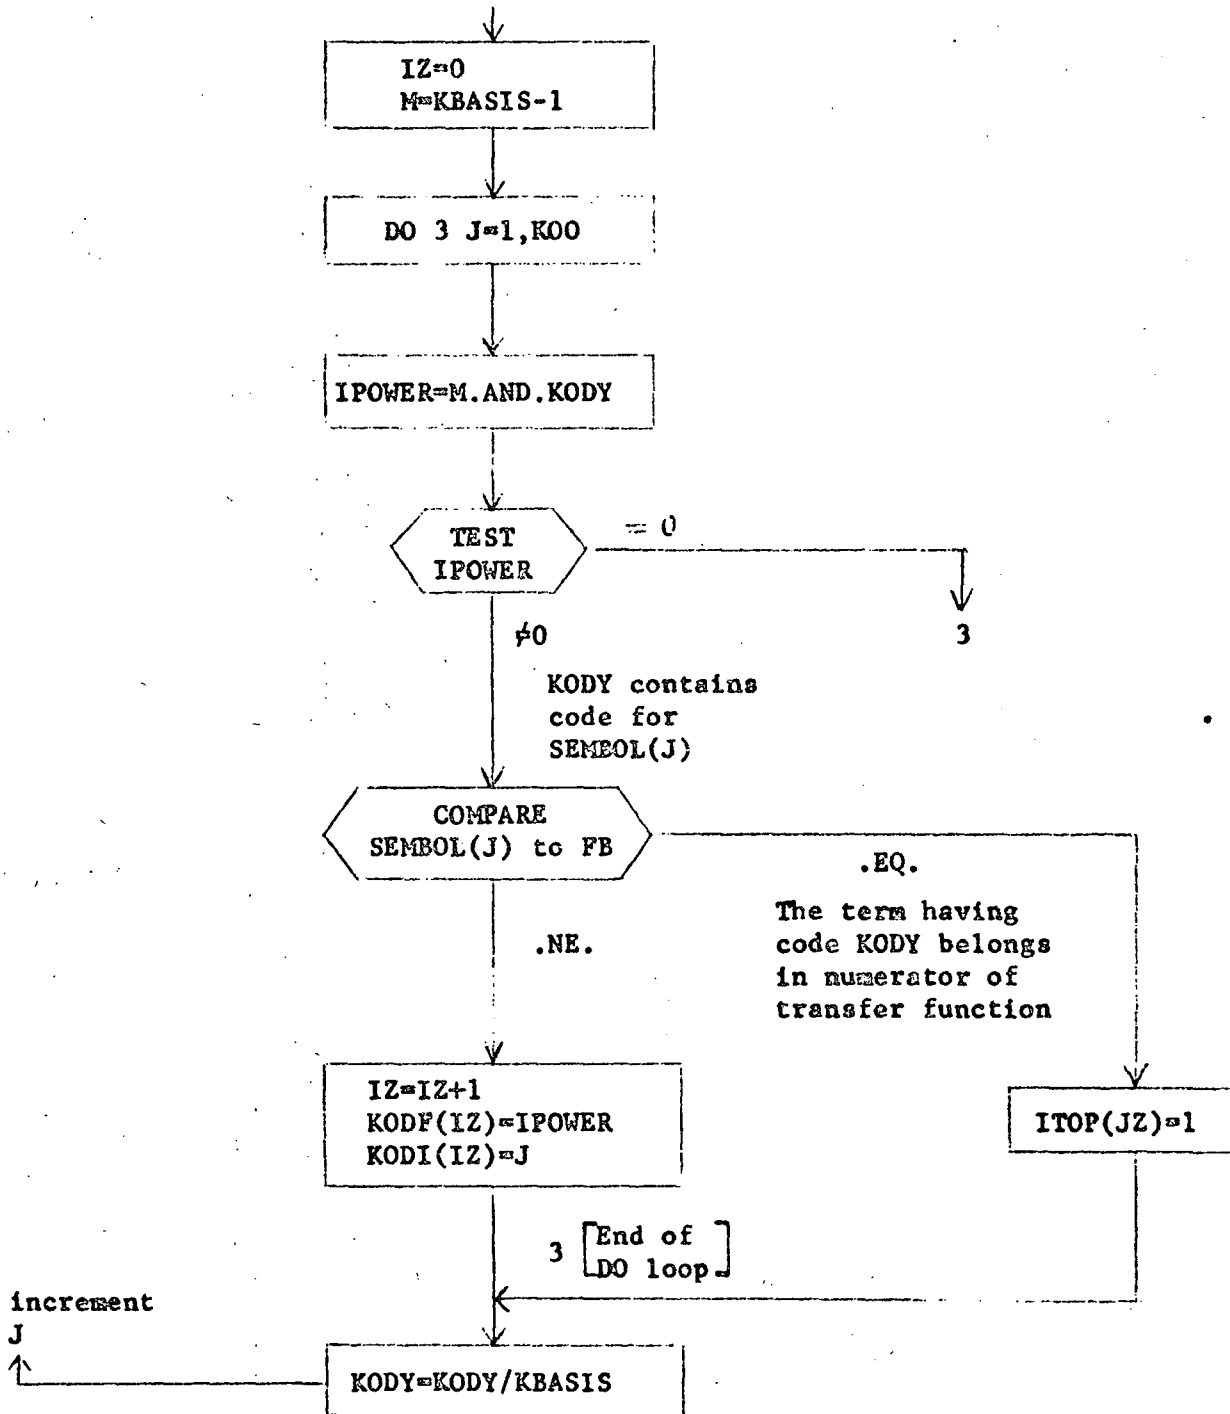 IZ=0
M=KBASIS-1
DO 3 J=1,KOO
IPOWER=M.AND.KODY
TEST
IPOWER
= 0
3
≠0
KODY contains
code for
SEMBOL(J)
COMPARE
SEMBOL(J) to FB
.EQ.
The term having
code KODY belongs
in numerator of
transfer function
.NE.
IZ=IZ+1
KODF(IZ)=IPOWER
KODI(IZ)=J
ITOP(JZ)=1
3 [End of
DO loop]
increment
J
KODY=KODY/KBASIS